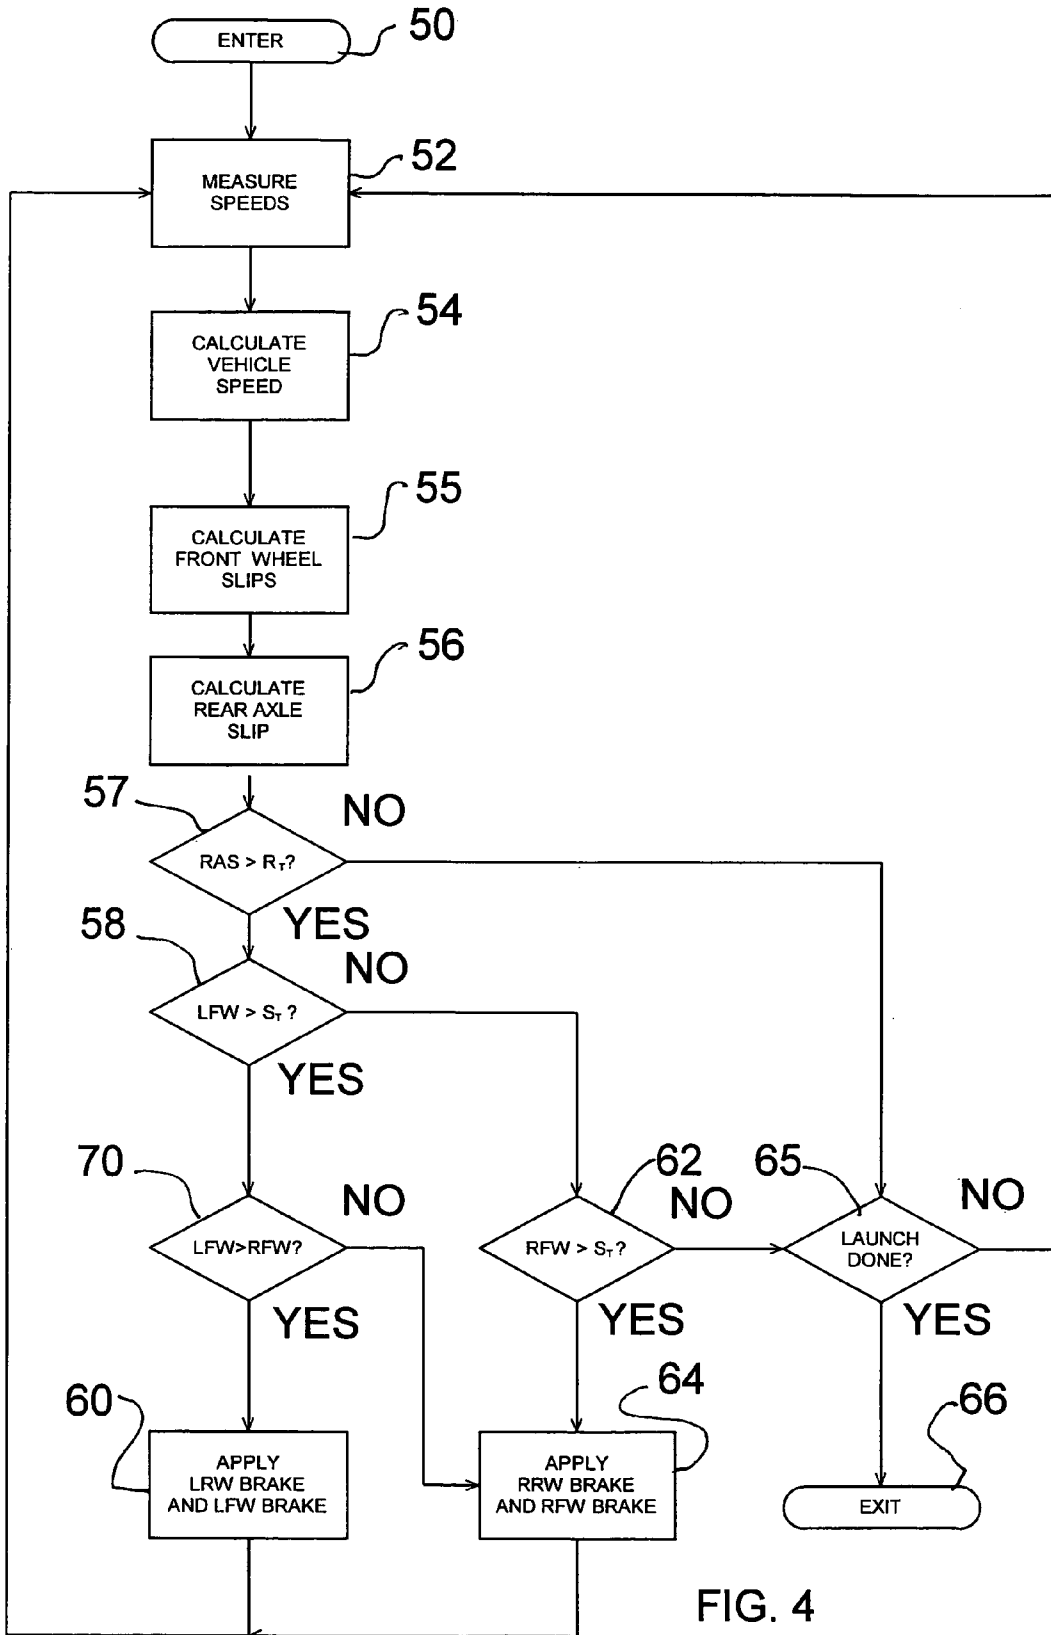 ENTER
50
MEASURE
SPEEDS
52
CALCULATE
VEHICLE
SPEED
54
CALCULATE
FRONT WHEEL
SLIPS
55
CALCULATE
REAR AXLE
SLIP
56
57
NO
RAS > R_T?
YES
58
NO
LFW > S_T ?
YES
70
NO
LFW>RFW?
YES
62
NO
RFW > S_T ?
YES
65
NO
LAUNCH
DONE?
YES
60
APPLY
LRW BRAKE
AND LFW BRAKE
64
APPLY
RRW BRAKE
AND RFW BRAKE
66
EXIT
FIG. 4